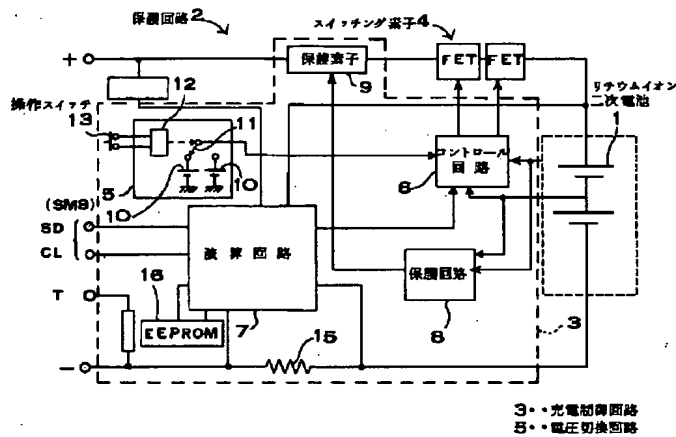 保護回路2
スイッチング素子4
+
保護素子
9
FET
FET
リチウムイオン
二次電池
1
操作スイッチ
13
12
11
コントロール
回路
6
5
10
10
(SMB)
SD
CL
演算回路
7
保護回路
8
T
16
EEPROM
15
3
−
3・・充電制御回路
5・・電圧切換回路